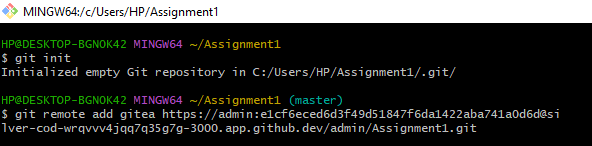 MINGW64:/c/Users/HP/Assignment1
HP@DESKTOP-BGNOK42 MINGW64 ~/Assignment1
$ git init
Initialized empty Git repository in C:/Users/HP/Assignment1/.git/
HP@DESKTOP-BGNOK42 MINGW64 ~/Assignment1 (master)
$ git remote add gitea https://admin:e1cf6eced6d3f49d51847f6da1422aba741a0d6d@si
lver-cod-wrqvvv4jqq7q35g7g-3000.app.github.dev/admin/Assignment1.git